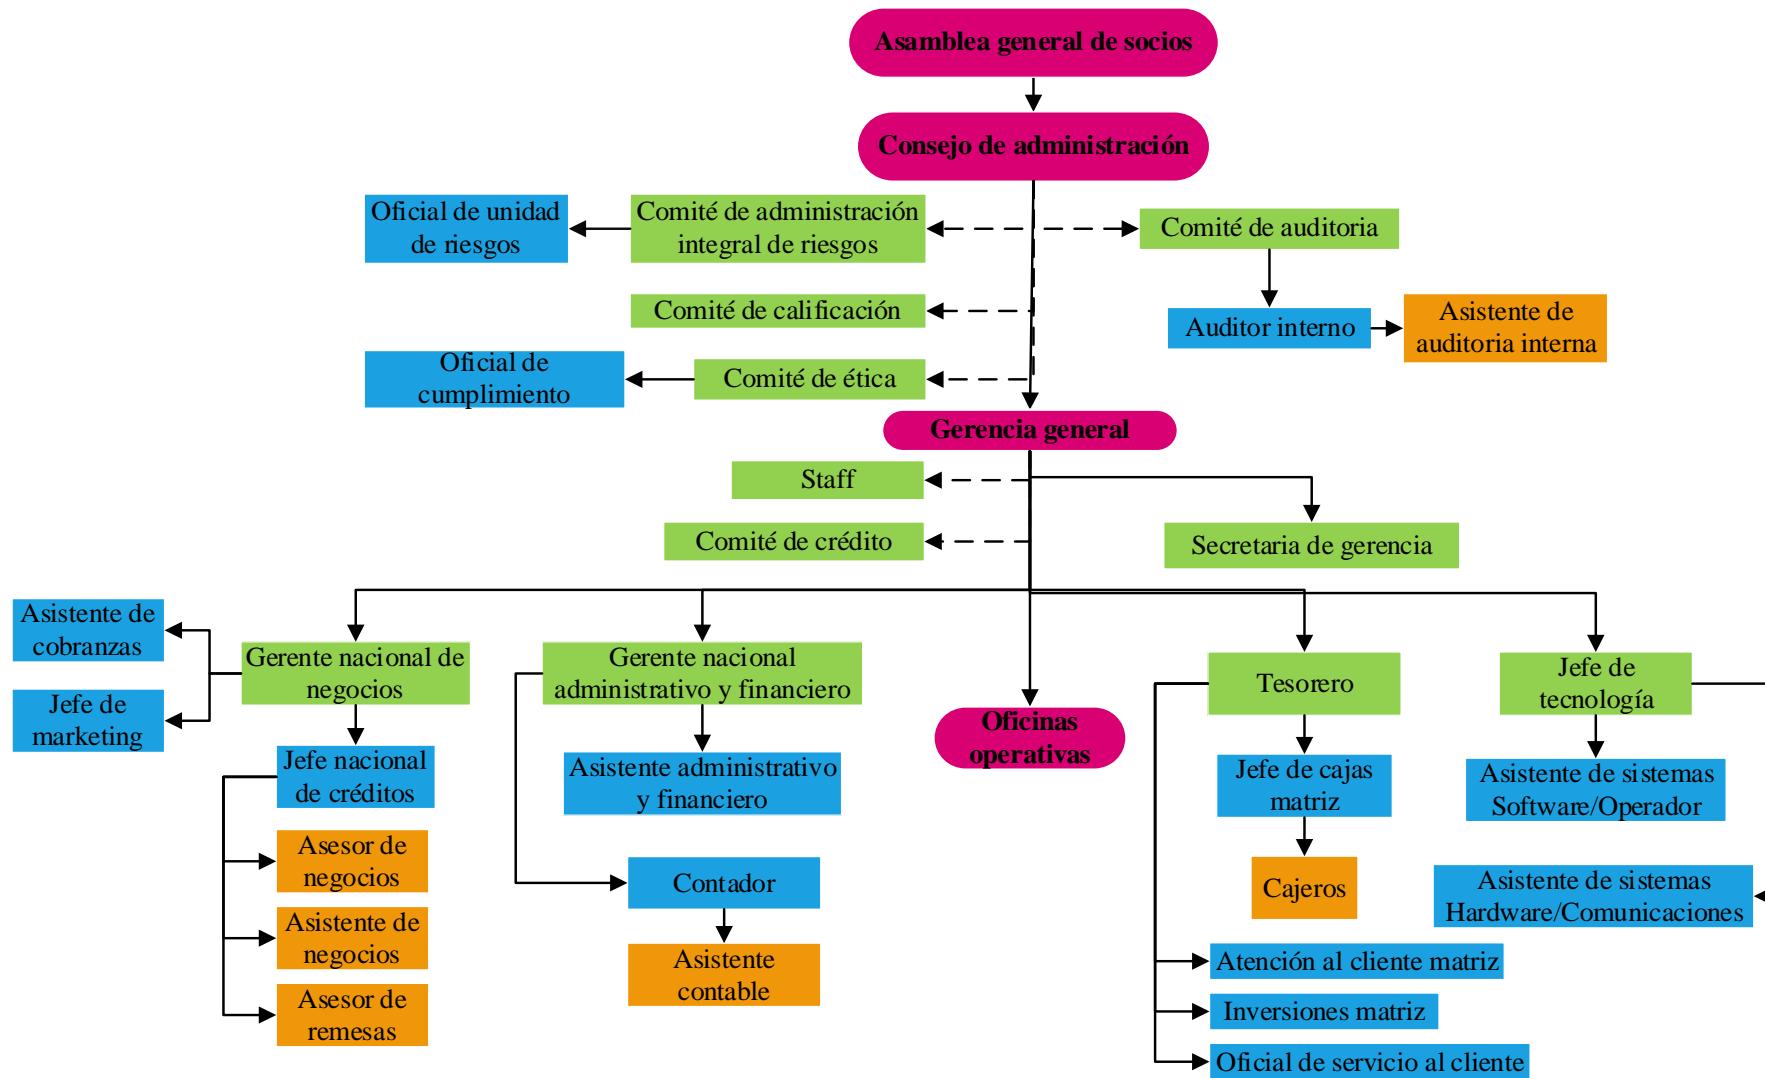 Asamblea general de socios
Consejo de administración
Oficial de unidad
de riesgos
Comité de administración
integral de riesgos
Comité de auditoria
Comité de calificación
Auditor interno
Asistente de
auditoria interna
Oficial de
cumplimiento
Comité de ética
Gerencia general
Staff
Comité de crédito
Secretaria de gerencia
Asistente de
cobranzas
Jefe de
marketing
Gerente nacional de
negocios
Gerente nacional
administrativo y financiero
Oficinas
operativas
Tesorero
Jefe de
tecnología
Jefe nacional
de créditos
Asistente administrativo
y financiero
Jefe de cajas
matriz
Asistente de sistemas
Software/Operador
Asesor de
negocios
Contador
Cajeros
Asistente de sistemas
Hardware/Comunicaciones
Asistente de
negocios
Asistente
contable
Atención al cliente matriz
Asesor de
remesas
Inversiones matriz
Oficial de servicio al cliente